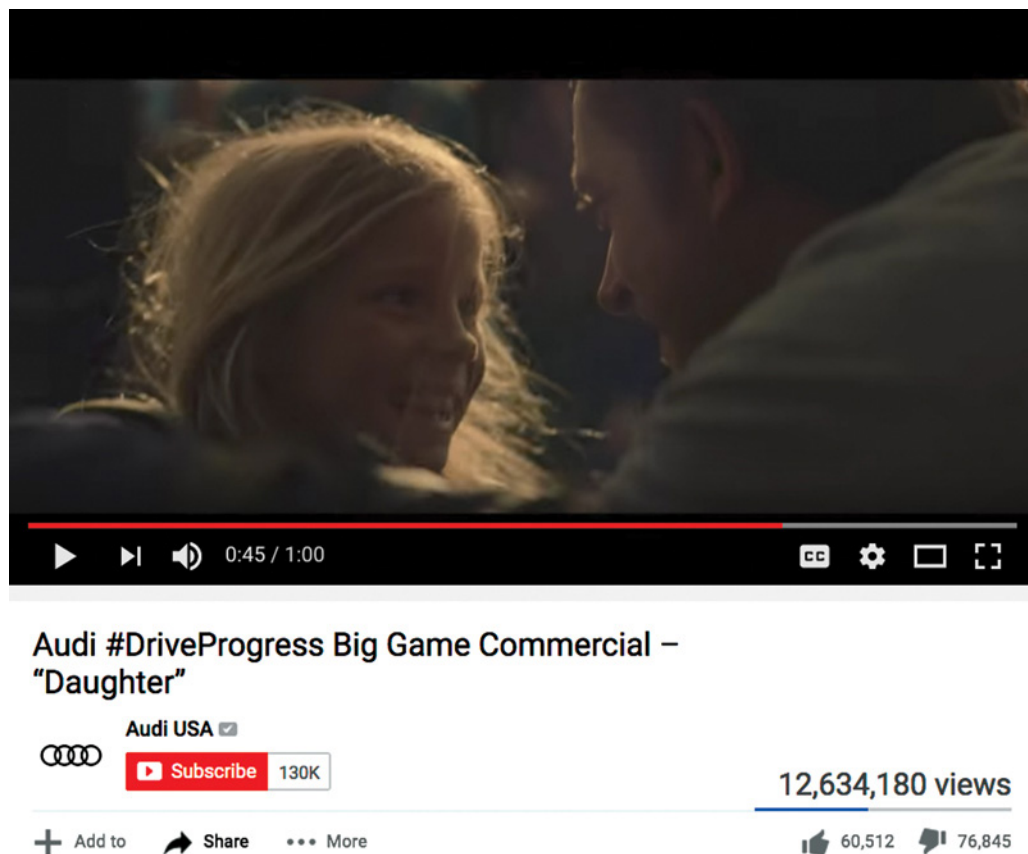 0:45 / 1:00
CC
Audi #DriveProgress Big Game Commercial –
“Daughter”
Audi USA
Subscribe 130K
12,634,180 views
Add to Share More
60,512 76,845